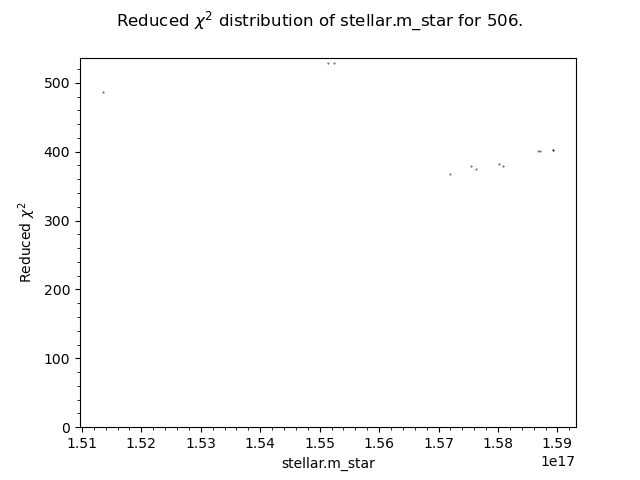 Reduced χ² distribution of stellar.m_star for 506.
500
400
300
200
100
0
Reduced χ²
1.51 1.52 1.53 1.54 1.55 1.56 1.57 1.58 1.59
1e17
stellar.m_star